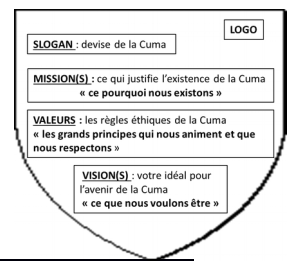 LOGO
SLOGAN : devise de la Cuma
MISSION(S) : ce qui justifie l'existence de la Cuma
« ce pourquoi nous existons »
VALEURS : les règles éthiques de la Cuma
« les grands principes qui nous animent et que
nous respectons »
VISION(S) : votre idéal pour
l'avenir de la Cuma
« ce que nous voulons être »